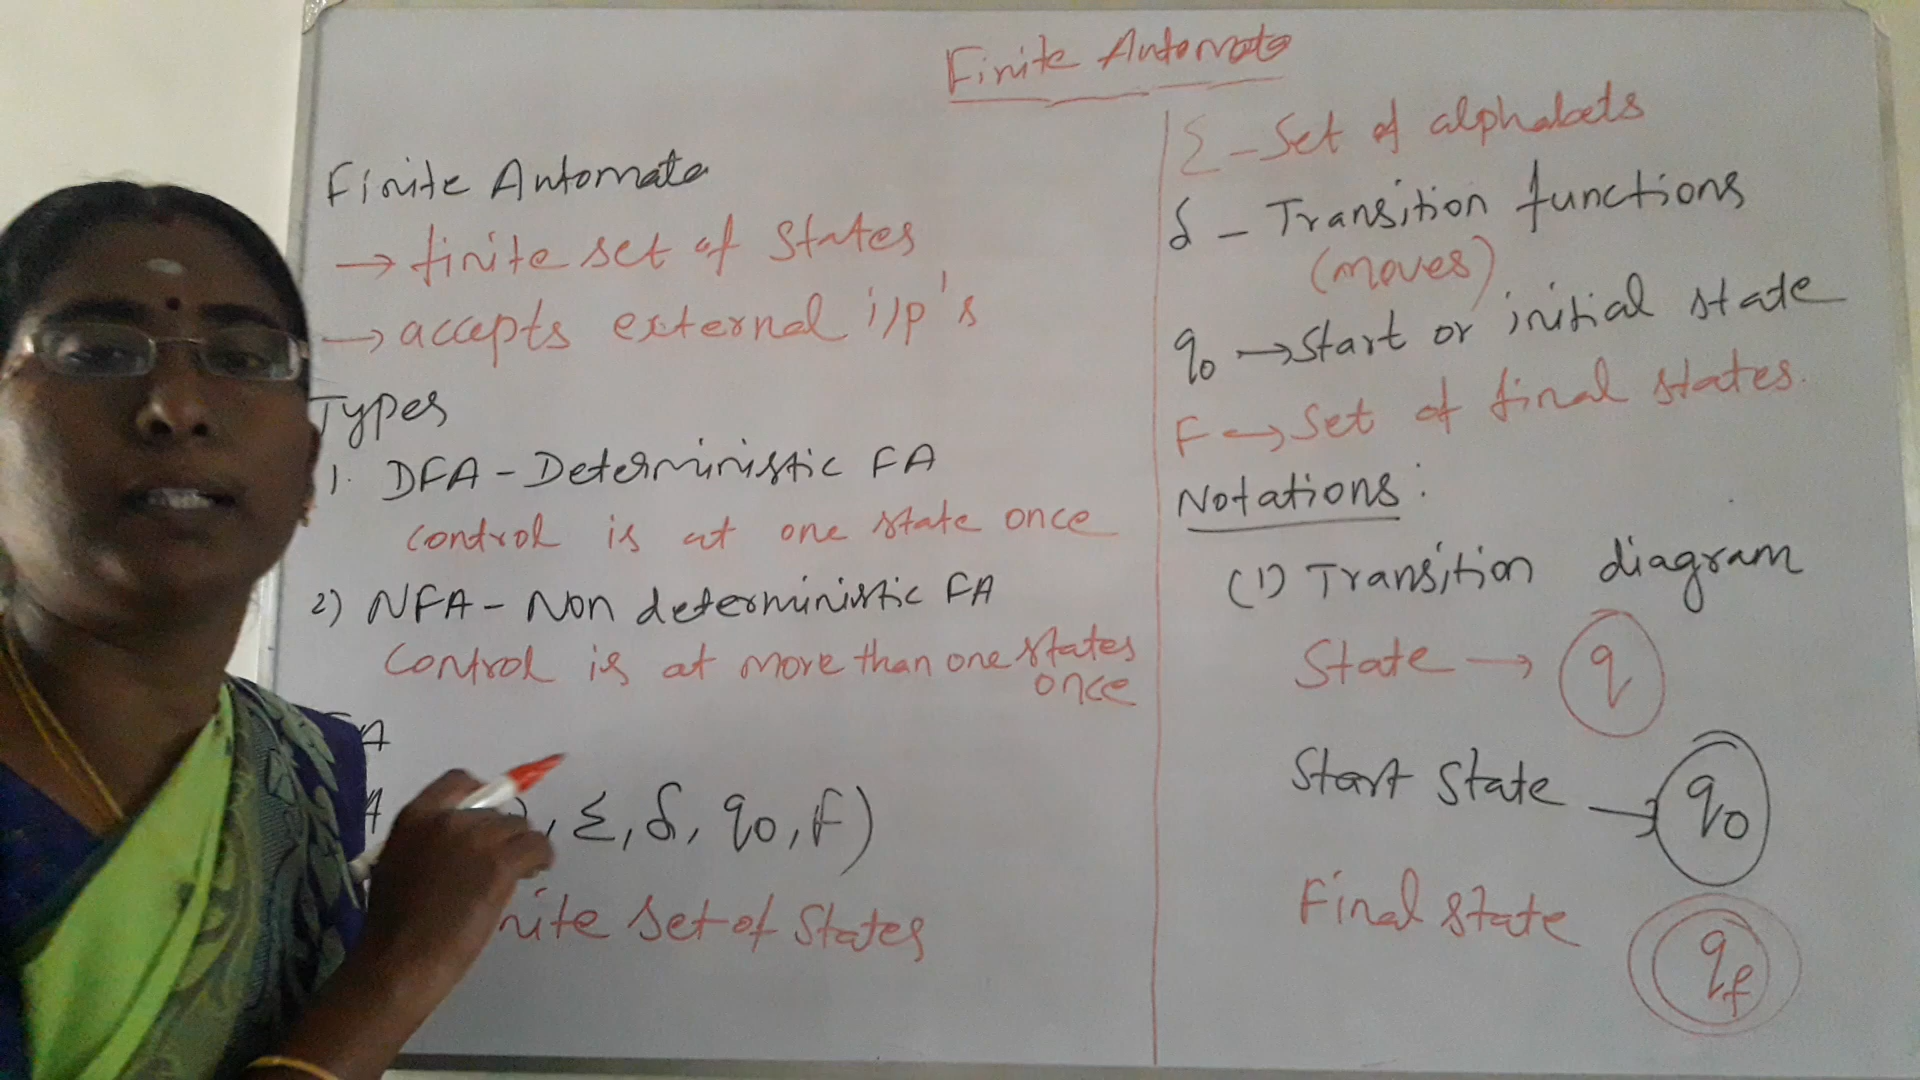 Finite Automata
Finite Automata
→ finite set of states
→ accepts external i/p's
Types
1. DFA - Deterministic FA
control is at one state once
2) NFA - Non deterministic FA
Control is at more than one states
once
, Σ, δ, q0, F)
set of states
Σ - Set of alphabets
δ - Transition functions
(moves)
q0 → Start or initial state
F → Set of final states.
Notations:
(1) Transition diagram
State → q
Start State → q0
Final state qf